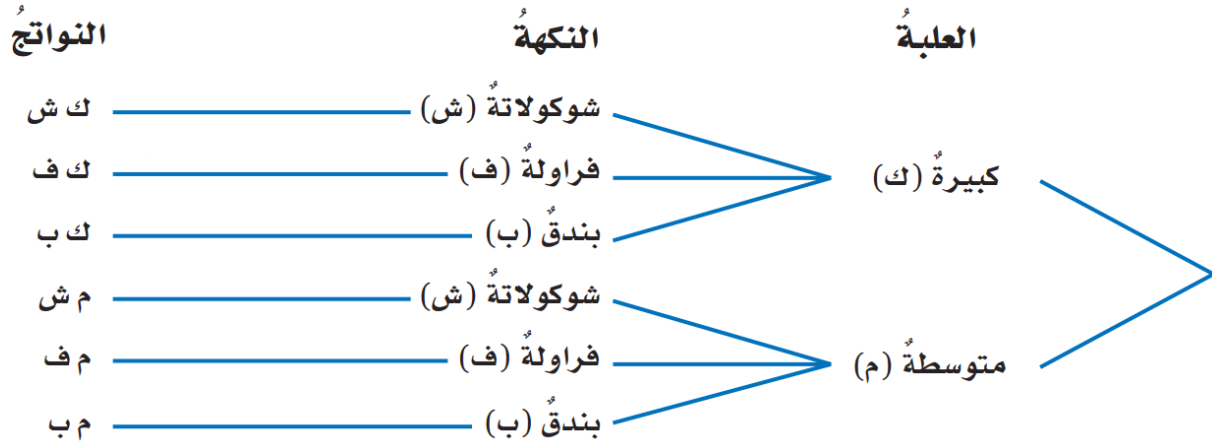 العلبةُ النكهةُ النواتجُ
شوكولاتةٌ (ش) ك ش
كبيرةٌ (ك) فراولةٌ (ف) ك ف
بندقٌ (ب) ك ب
شوكولاتةٌ (ش) م ش
متوسطةٌ (م) فراولةٌ (ف) م ف
بندقٌ (ب) م ب